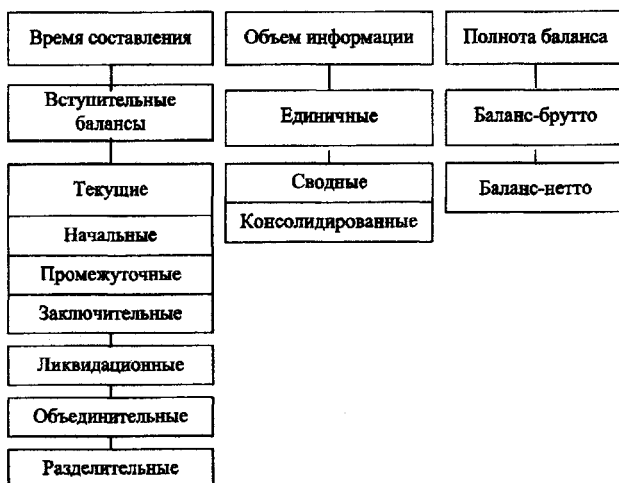 Время составления
Вступительные
балансы
Текущие
Начальные
Промежуточные
Заключительные
Ликвидационные
Объединительные
Разделительные
Объем информации
Единичные
Сводные
Консолидированные
Полнота баланса
Баланс-брутто
Баланс-нетто